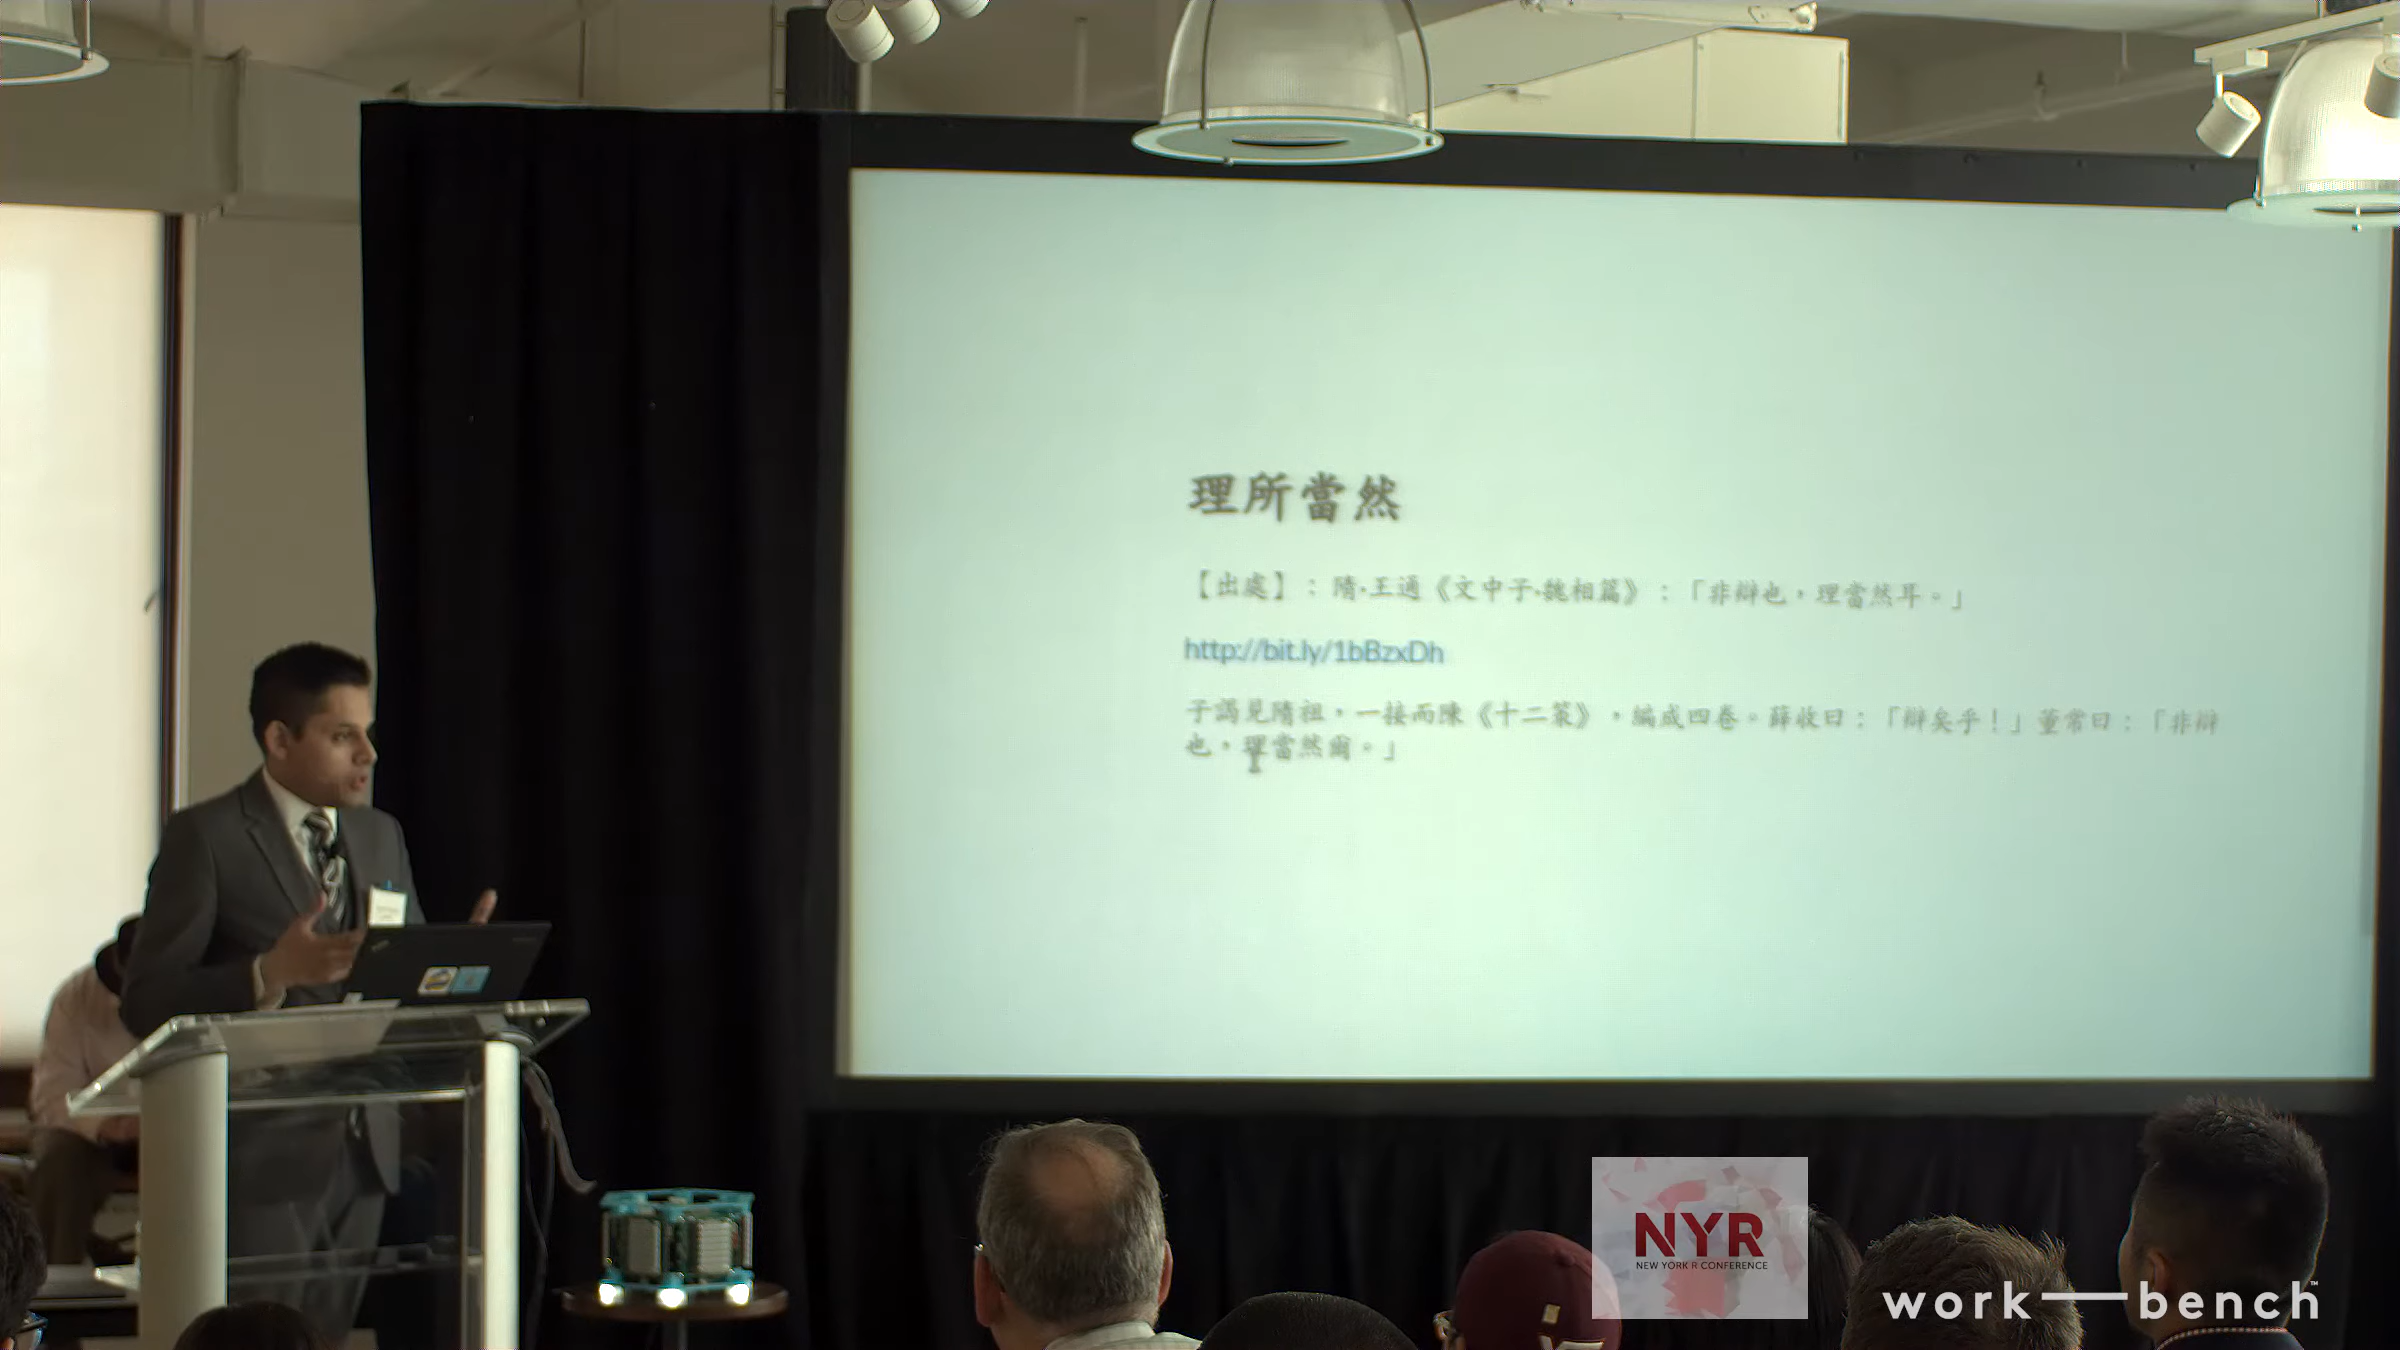 理所當然
【出處】：隋·王通《文中子·魏相篇》：「非辯也，理當然耳。」
http://bit.ly/1bBzxDh
子謁見隋祖，一接而陳《十二策》，編成四卷。薛收曰：「辯矣乎！」董常曰：「非辯
也，理當然爾。」
NYR
NEW YORK R CONFERENCE
work—bench™